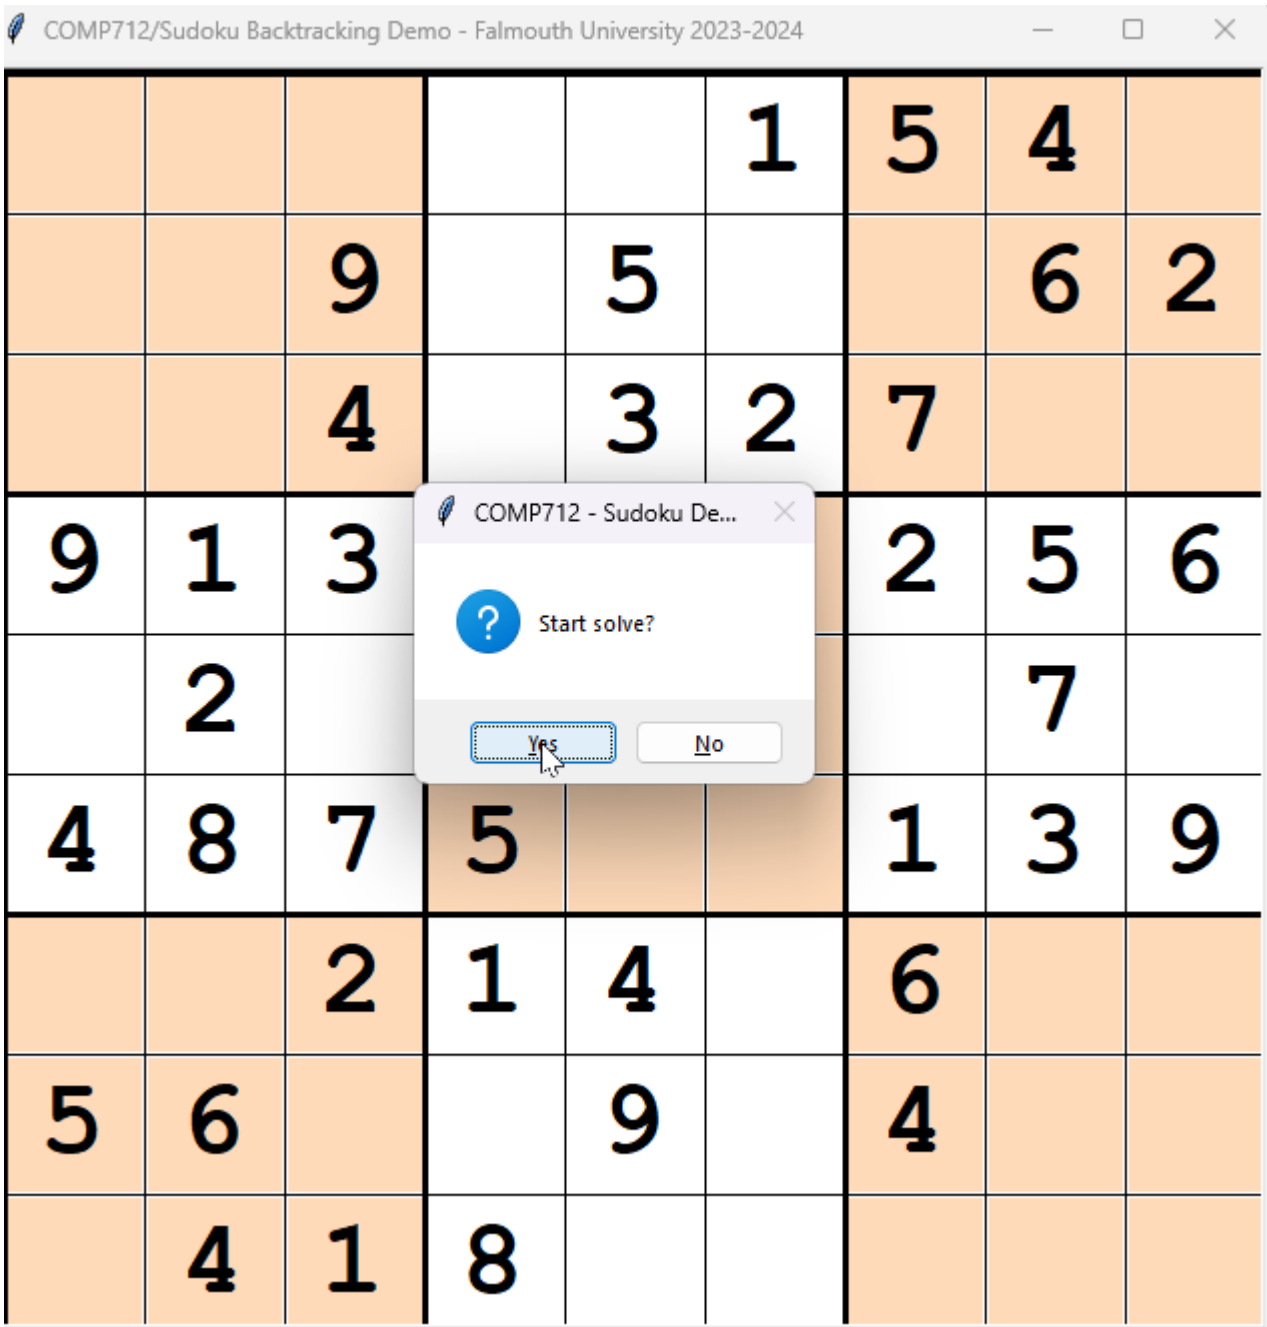 COMP712/Sudoku Backtracking Demo - Falmouth University 2023-2024
1 5 4
9 5 6 2
4 3 2 7
COMP712 - Sudoku De...
9 1 3 2 5 6
? Start solve?
2 7
Yes No
4 8 7 5 1 3 9
2 1 4 6
5 6 9 4
4 1 8